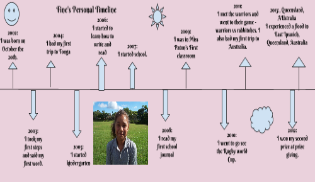 Fiee's Personal Timeline
2002:
I was born on
October the
20th.
2004:
I had my first
trip to Tonga
2006:
I started to
learn how to
write and
read
2007:
I started school.
2009:
I was in Miss
first
classroom
2011:
I met the warriors and
went to their game -
warriors vs rabbitohs. I
also had my first trip to
Australia.
2013, Queensland,
Australia
I experienced a flood in
East Ipswich,
Queensland, Australia
2003:
I took my
first steps
and said my
first word.
2005:
I started
kindergarten
2008:
I read my
first school
journal
2010:
I went to see
the Rugby world
Cup.
2012:
I won my second
prize at prize
giving.